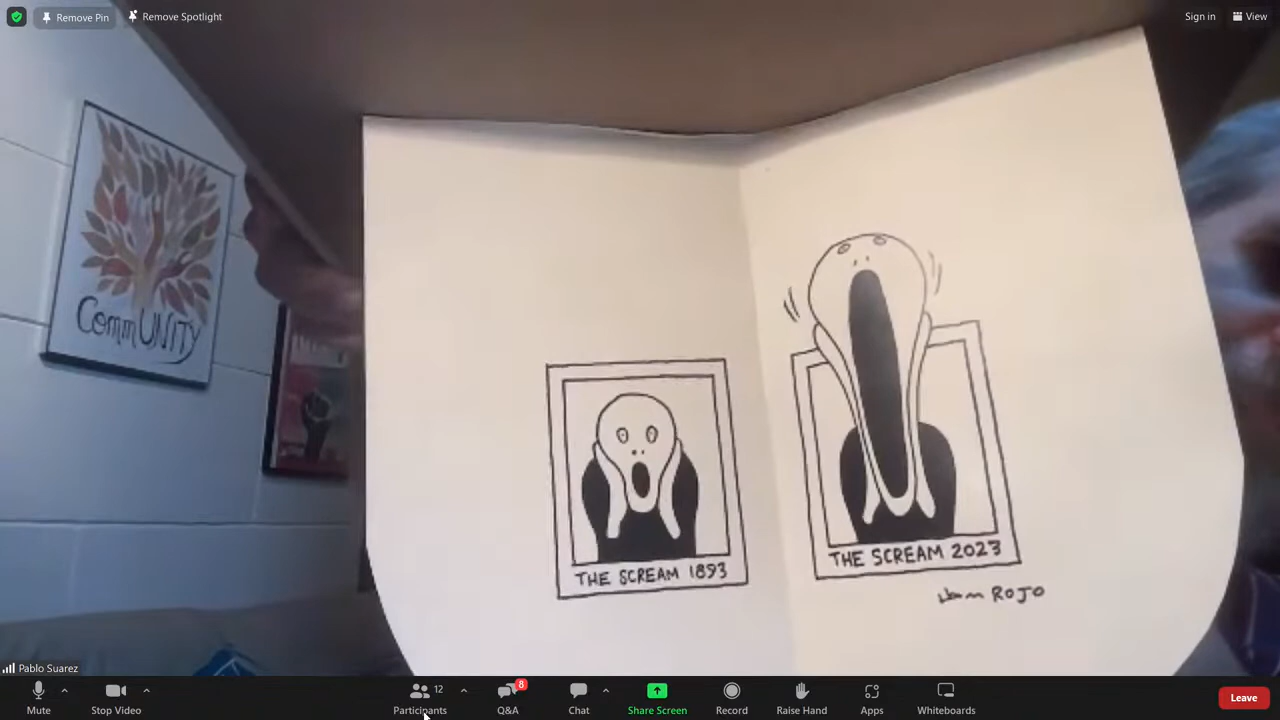 Remove Pin
Remove Spotlight
Sign in
View
CommUNITY
THE SCREAM 1893
THE SCREAM 2023
ROJO
Pablo Suarez
Mute
Stop Video
Participants
12
Q&A
8
Chat
Share Screen
Record
Raise Hand
Apps
Whiteboards
Leave